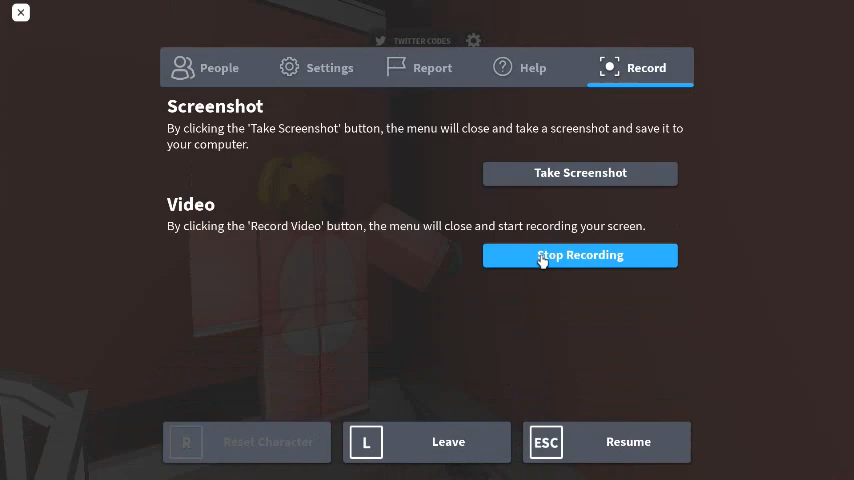 TWITTER CODES
People Settings Report Help Record
Screenshot
By clicking the 'Take Screenshot' button, the menu will close and take a screenshot and save it to
your computer.
Take Screenshot
Video
By clicking the 'Record Video' button, the menu will close and start recording your screen.
Stop Recording
R Reset Character L Leave ESC Resume